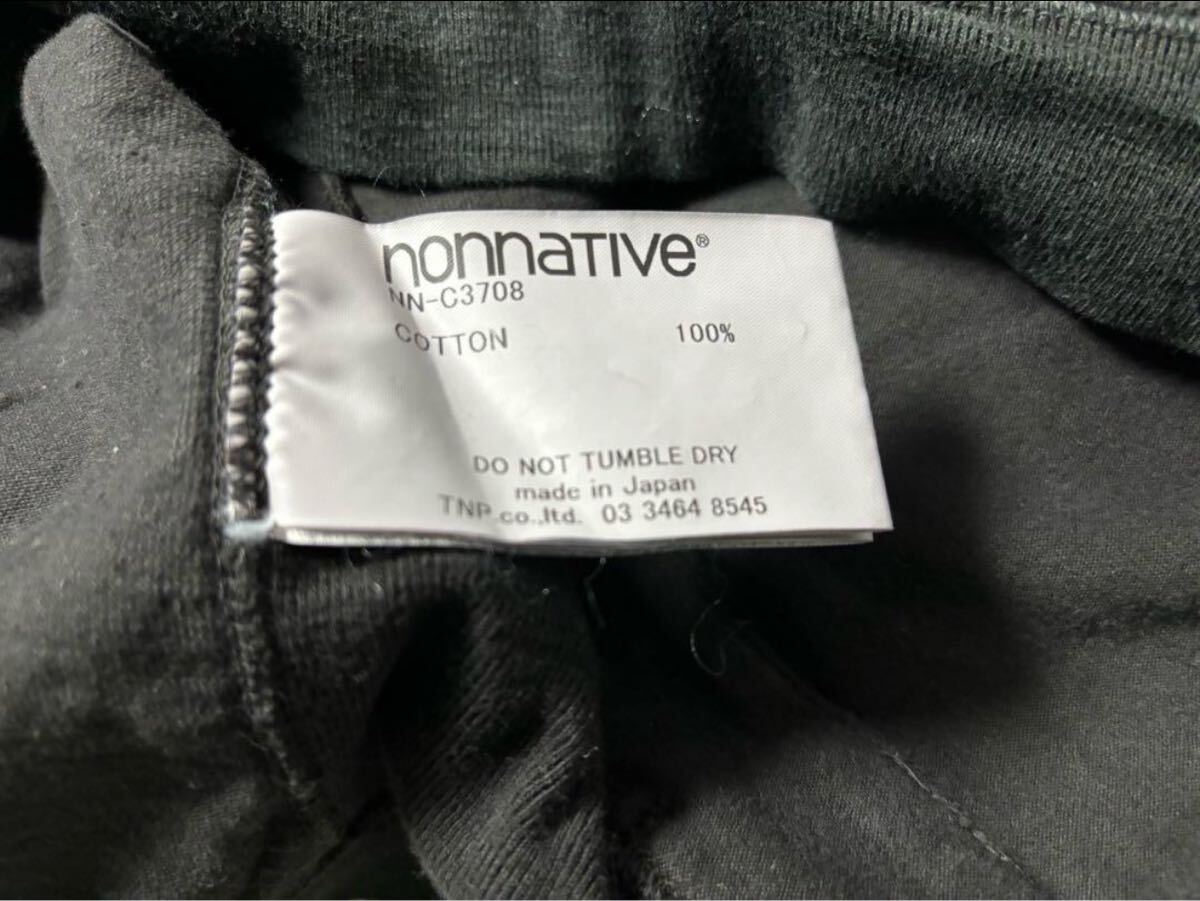 nonnative®
NN-C3708
COTTON 100%
DO NOT TUMBLE DRY
made in Japan
TNP co.,ltd. 03 3464 8545